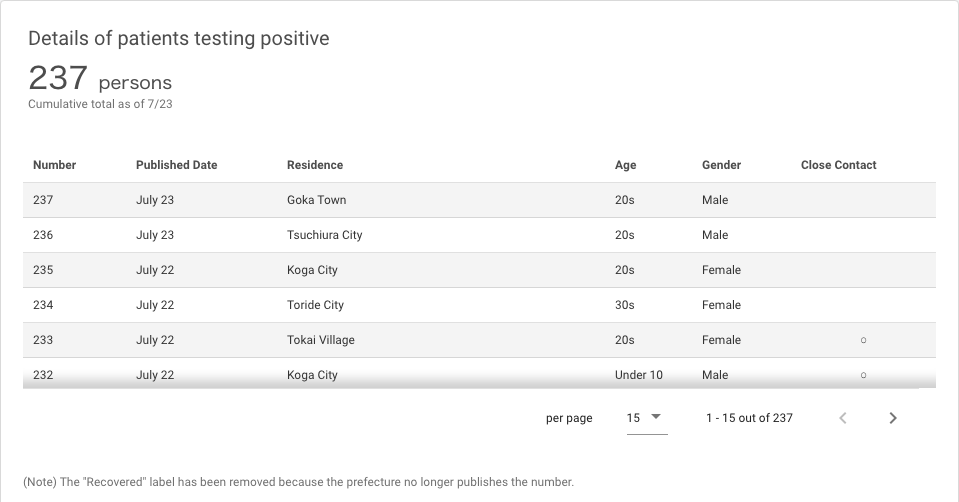 Details of patients testing positive
237 persons
Cumulative total as of 7/23
Number Published Date Residence Age Gender Close Contact
237 July 23 Goka Town 20s Male
236 July 23 Tsuchiura City 20s Male
235 July 22 Koga City 20s Female
234 July 22 Toride City 30s Female
233 July 22 Tokai Village 20s Female ○
232 July 22 Koga City Under 10 Male ○
per page 15 1 - 15 out of 237
(Note) The "Recovered" label has been removed because the prefecture no longer publishes the number.